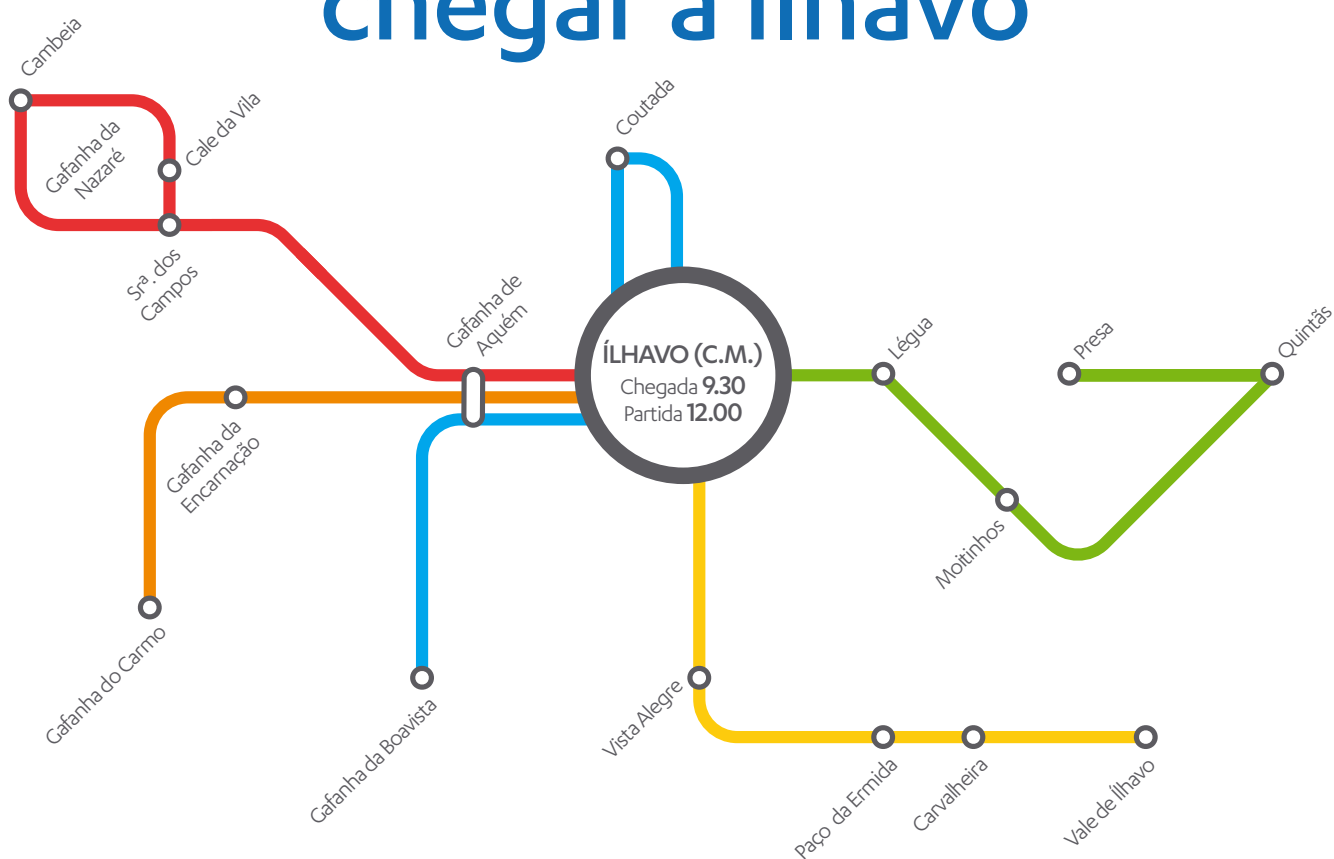 chegar a Ílhavo
Cambeia
Gafanha da
Nazaré
Cale da Vila
Srª. dos
Campos
Coutada
Gafanha de
Aquém
ÍLHAVO (C.M.)
Chegada 9.30
Partida 12.00
Légua
Presa
Quintãs
Moitinhos
Gafanha da
Encarnação
Gafanha do Carmo
Gafanha da Boavista
Vista Alegre
Paço da Ermida
Carvalheira
Vale de Ílhavo